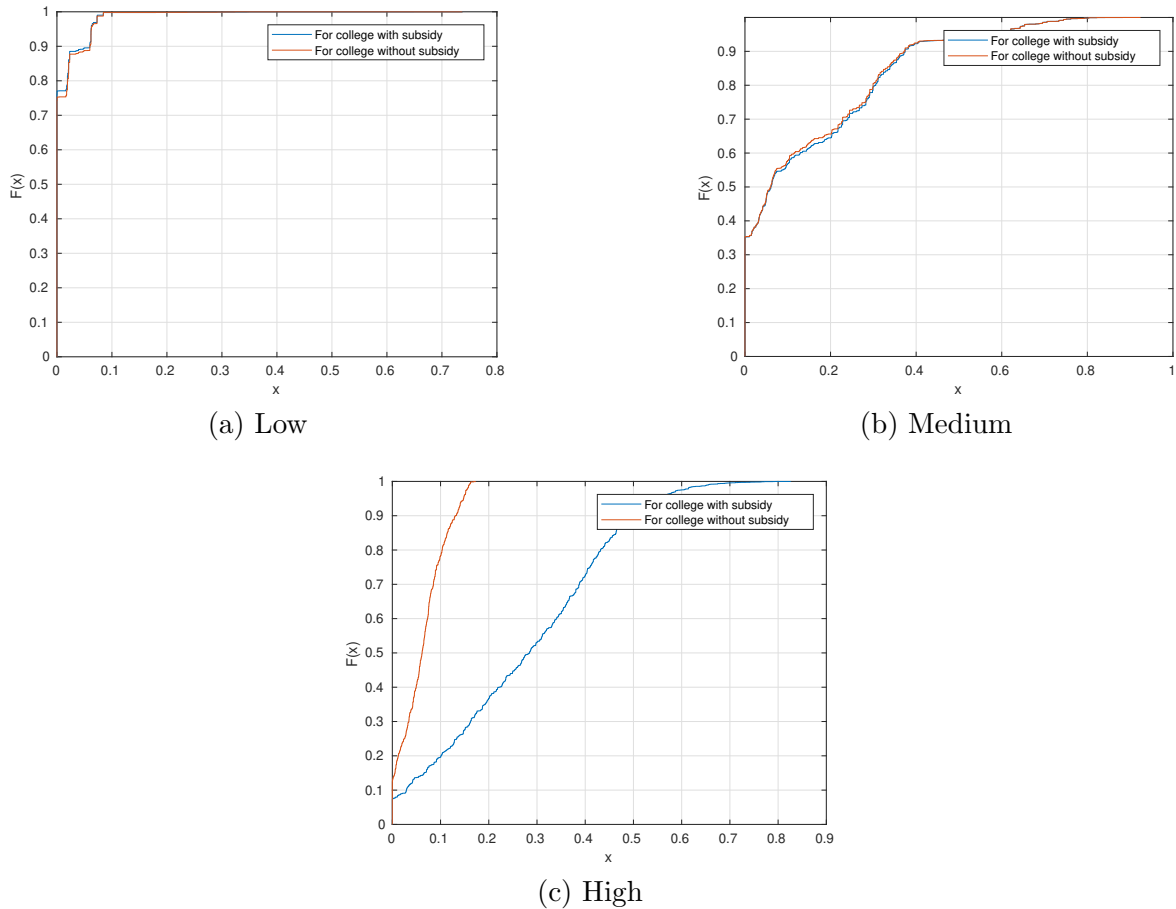 1
0.9
0.8
0.7
0.6
0.5
0.4
0.3
0.2
0.1
0
F(x)
For college with subsidy
For college without subsidy
0 0.1 0.2 0.3 0.4 0.5 0.6 0.7 0.8
x
(a) Low
0.9
0.8
0.7
0.6
0.5
0.4
0.3
0.2
0.1
0
F(x)
For college with subsidy
For college without subsidy
0 0.2 0.4 0.6 0.8 1
x
(b) Medium
1
0.9
0.8
0.7
0.6
0.5
0.4
0.3
0.2
0.1
0
F(x)
For college with subsidy
For college without subsidy
0 0.1 0.2 0.3 0.4 0.5 0.6 0.7 0.8 0.9
x
(c) High